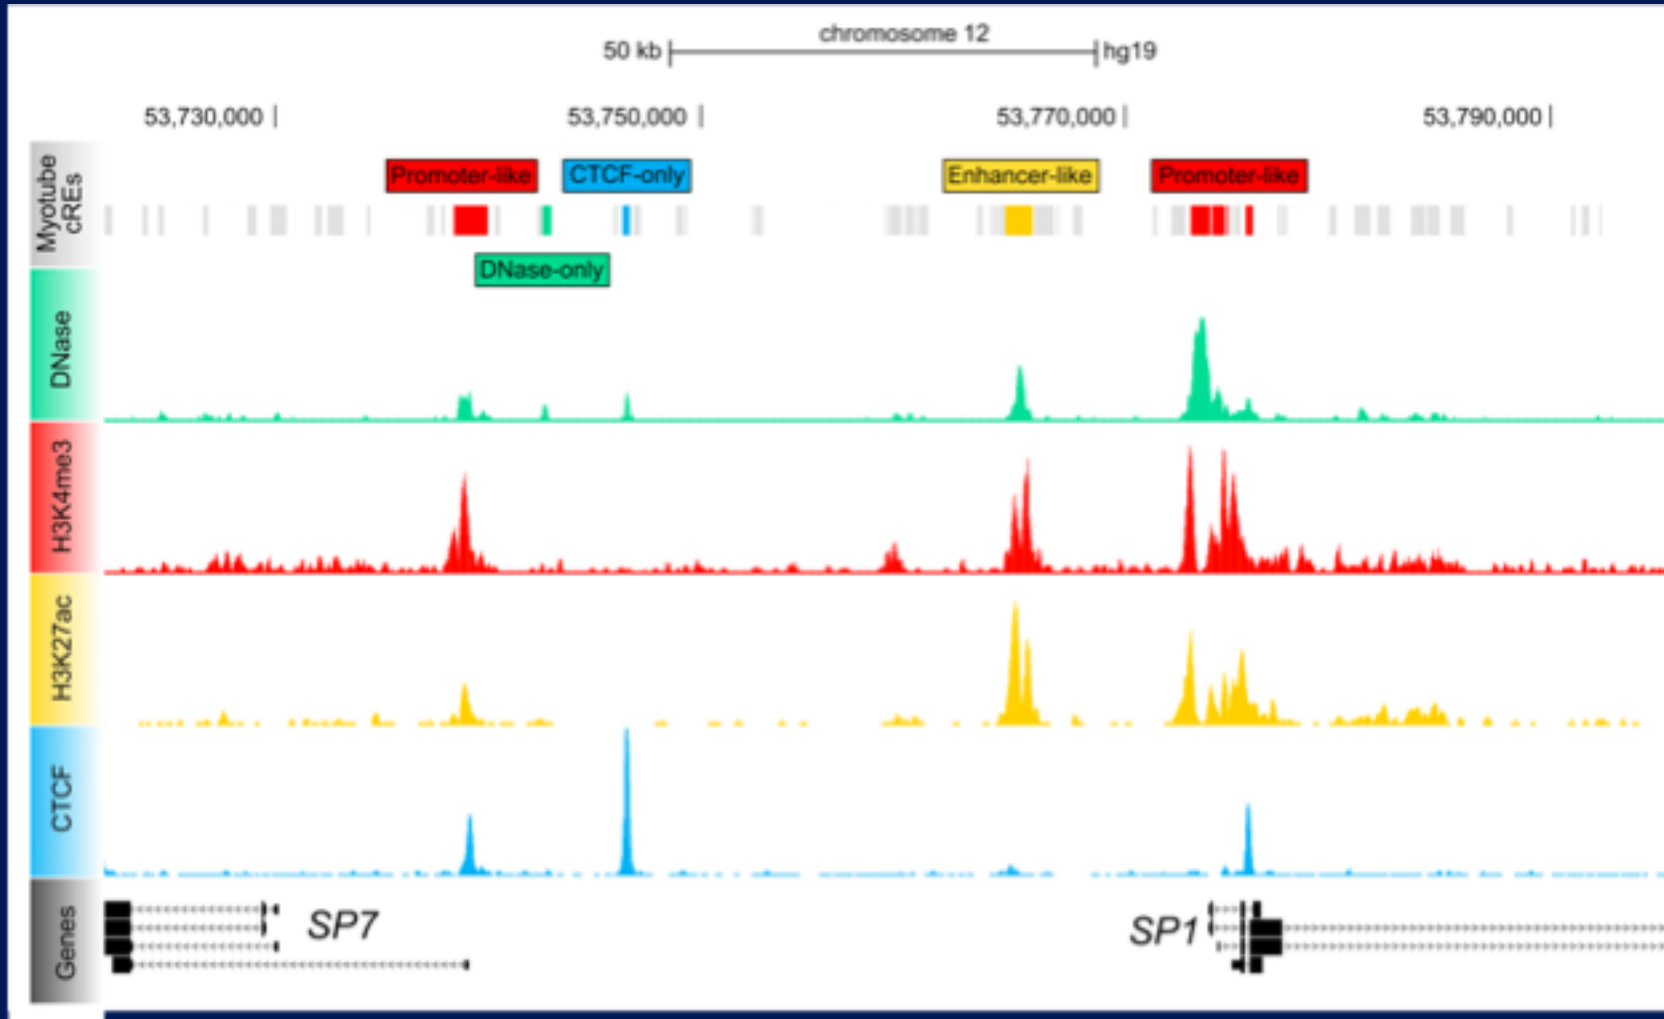 chromosome 12
50 kb hg19
53,730,000 53,750,000 53,770,000 53,790,000
Myotube
cREs
Promoter-like CTCF-only Enhancer-like Promoter-like
DNase-only
DNase
H3K4me3
H3K27ac
CTCF
Genes
SP7 SP1